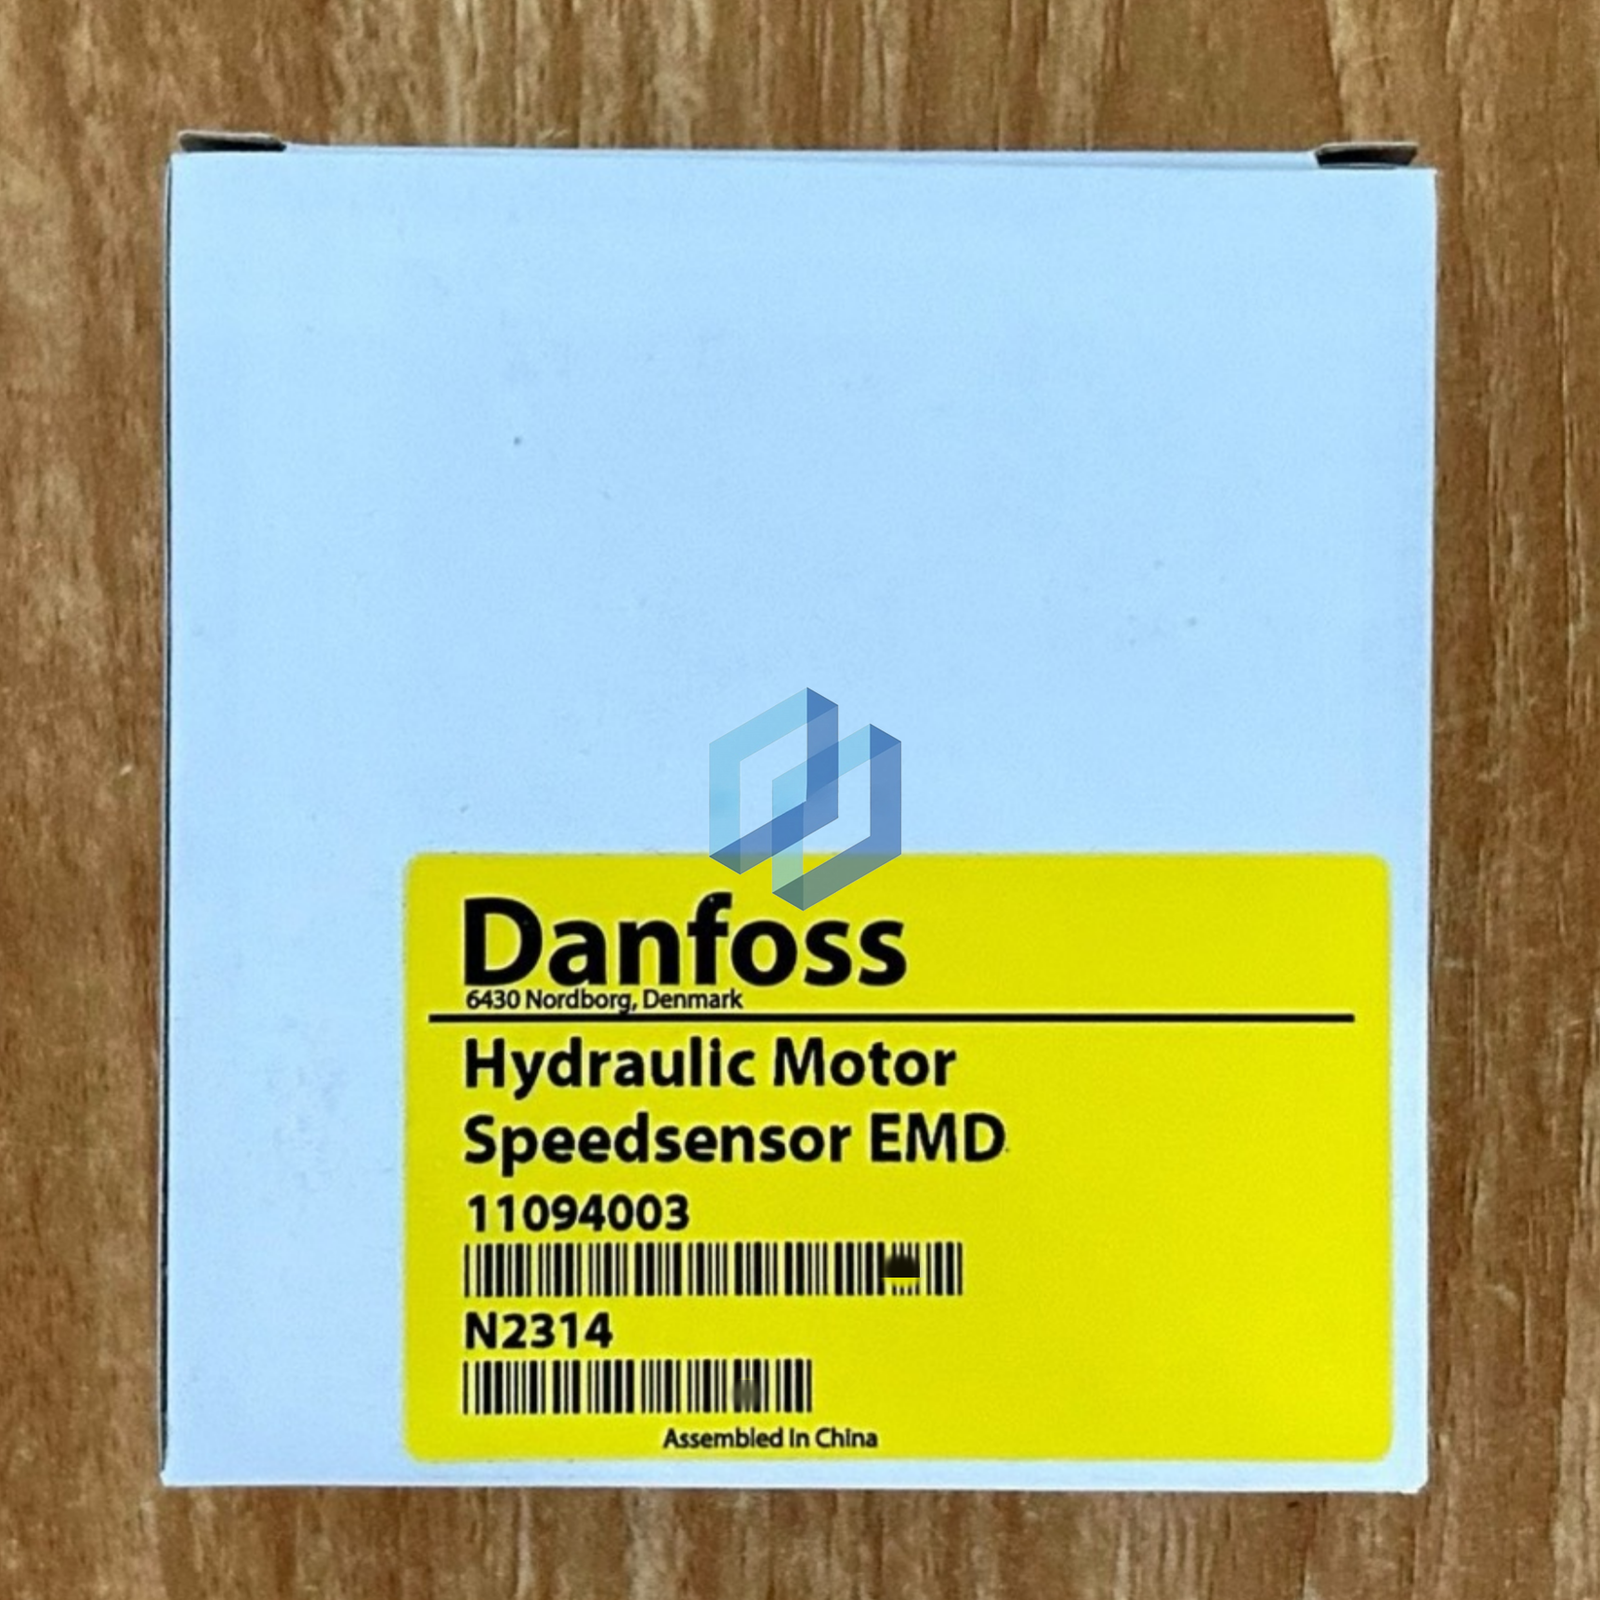 Danfoss
6430 Nordborg, Denmark
Hydraulic Motor
Speedsensor EMD
11094003
N2314
Assembled In China